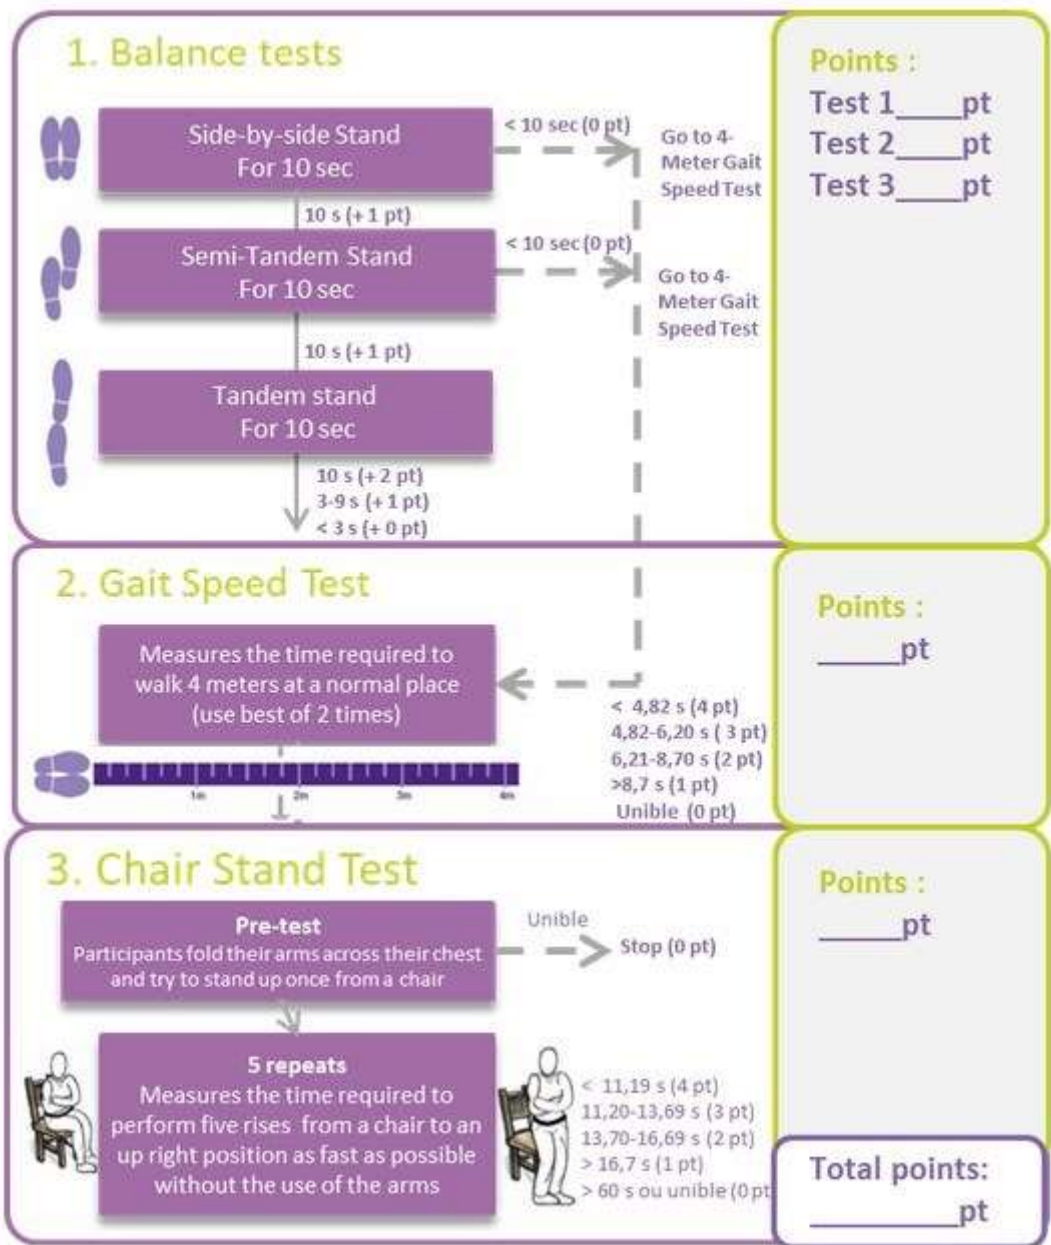 1. Balance tests
Side-by-side Stand
For 10 sec
< 10 sec (0 pt)
Go to 4-
Meter Gait
Speed Test
10 s (+ 1 pt)
Semi-Tandem Stand
For 10 sec
< 10 sec (0 pt)
Go to 4-
Meter Gait
Speed Test
10 s (+ 1 pt)
Tandem stand
For 10 sec
10 s (+ 2 pt)
3-9 s (+ 1 pt)
< 3 s (+ 0 pt)
Points :
Test 1____pt
Test 2____pt
Test 3____pt
2. Gait Speed Test
Measures the time required to
walk 4 meters at a normal place
(use best of 2 times)
< 4,82 s (4 pt)
4,82-6,20 s ( 3 pt)
6,21-8,70 s (2 pt)
>8,7 s (1 pt)
Unible (0 pt)
1m 2m 3m 4m
Points :
_____pt
3. Chair Stand Test
Pre-test
Participants fold their arms across their chest
and try to stand up once from a chair
Unible
Stop (0 pt)
5 repeats
Measures the time required to
perform five rises from a chair to an
up right position as fast as possible
without the use of the arms
< 11,19 s (4 pt)
11,20-13,69 s (3 pt)
13,70-16,69 s (2 pt)
> 16,7 s (1 pt)
> 60 s ou unible (0 pt
Points :
_____pt
Total points:
_________pt